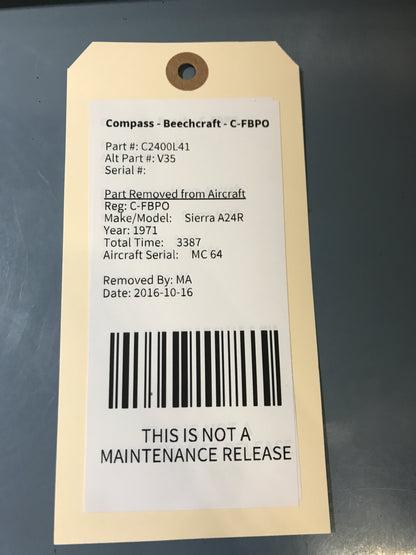 Compass - Beechcraft - C-FBPO
Part #: C2400L41
Alt Part #: V35
Serial #:
Part Removed from Aircraft
Reg: C-FBPO
Make/Model: Sierra A24R
Year: 1971
Total Time: 3387
Aircraft Serial: MC 64
Removed By: MA
Date: 2016-10-16
THIS IS NOT A
MAINTENANCE RELEASE